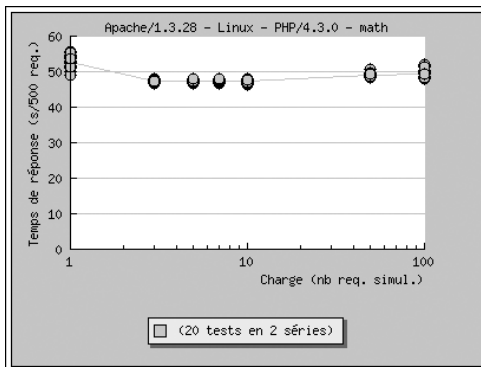 Apache/1.3.28 - Linux - PHP/4.3.0 - math
Temps de réponse (s/500 req.)
60
50
40
30
20
10
0
1
10
100
Charge (nb req. simul.)
(20 tests en 2 séries)